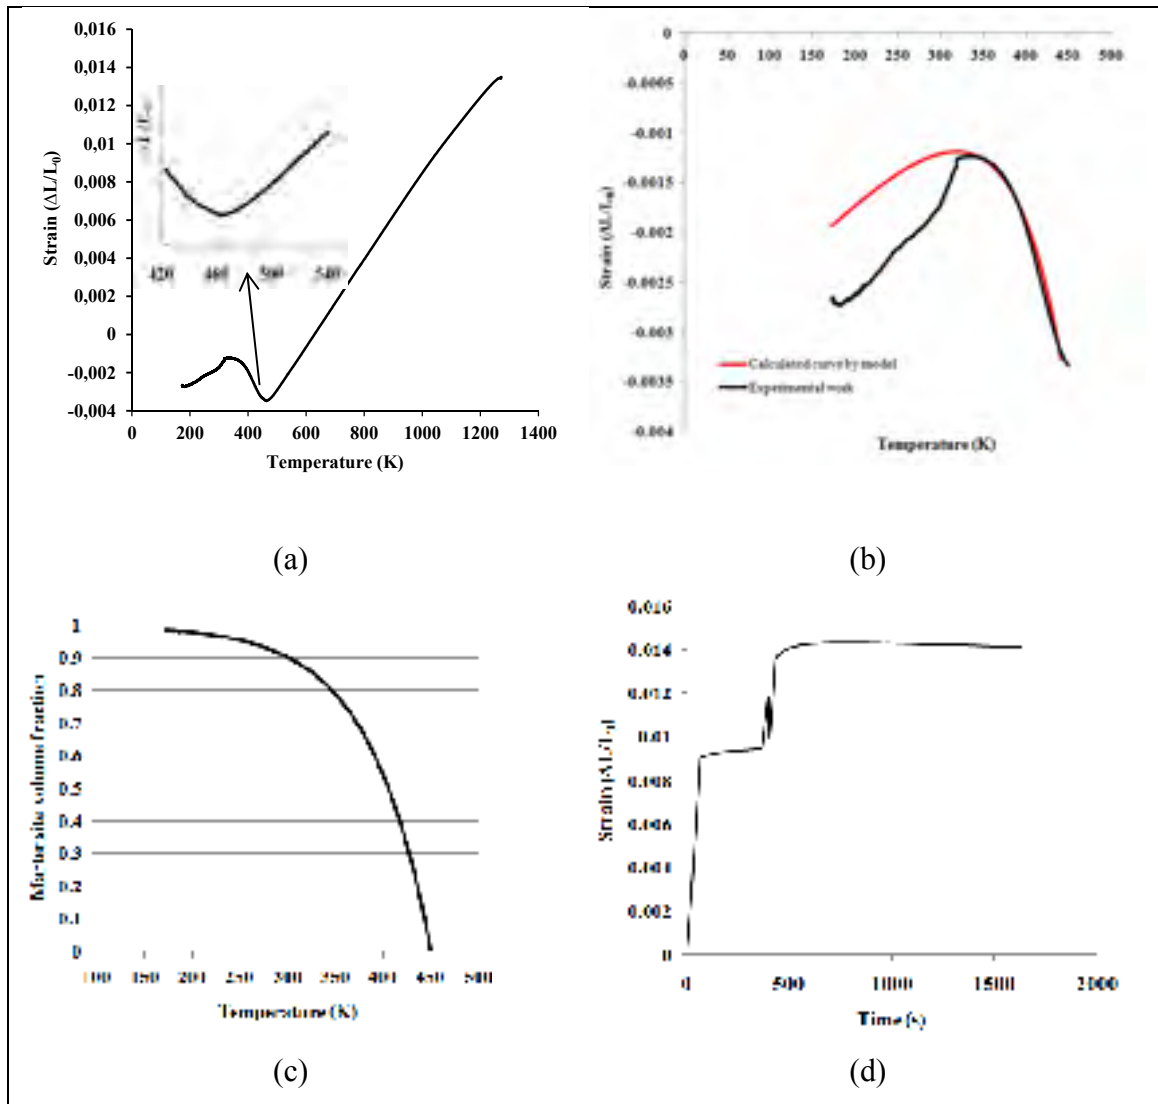 0,016
0,014
0,012
0,01
0,008
0,006
0,004
0,002
0
-0,002
-0,004
Strain (ΔL/L0)
420 460 500 540
0 200 400 600 800 1000 1200 1400
Temperature (K)
(a)
0
0 50 100 150 200 250 300 350 400 450 500
-0.0005
-0.001
-0.0015
-0.002
-0.0025
-0.003
-0.0035
-0.004
Strain (ΔL/L0)
Calculated curve by model
Experimental work
Temperature (K)
(b)
1
0.9
0.8
0.7
0.6
0.5
0.4
0.3
0.2
0.1
0
Martensite volume fraction
100 150 200 250 300 350 400 450 500
Temperature (K)
(c)
0.016
0.014
0.012
0.01
0.008
0.006
0.004
0.002
0
Strain (ΔL/L0)
0 500 1000 1500 2000
Time (s)
(d)